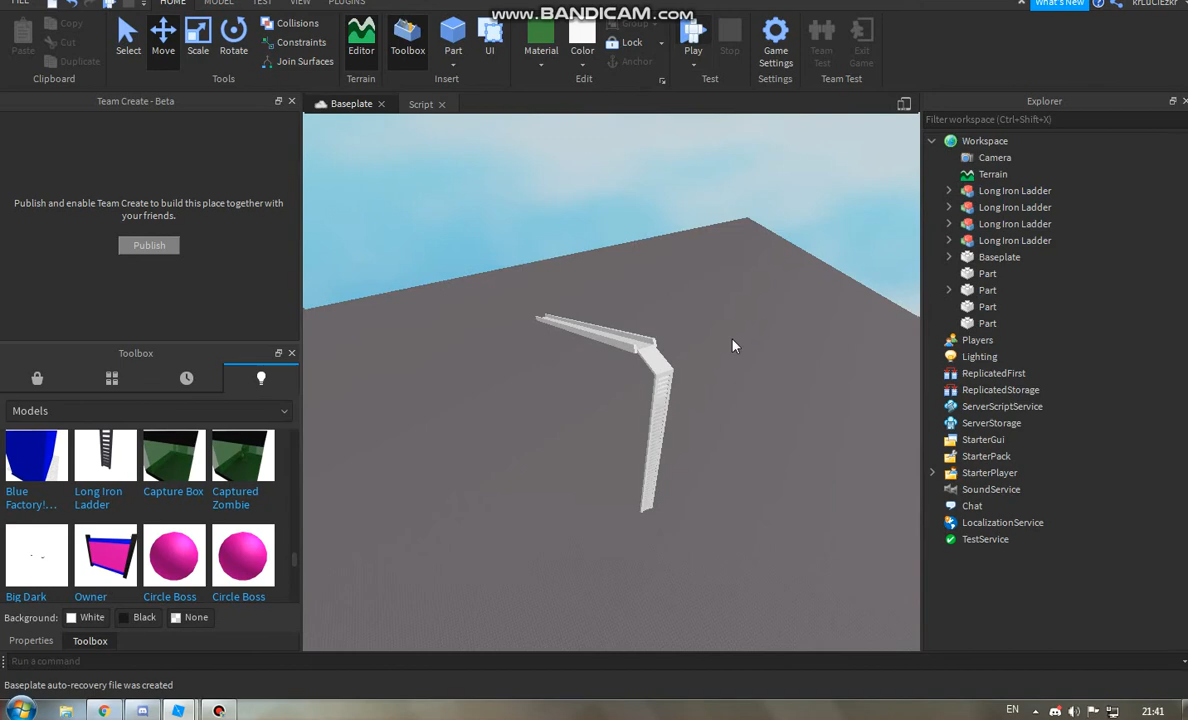 FILE HOME MODEL TEST VIEW PLUGINS
www.BANDICAM.com
What's New
krLuCiEzkr
Paste
Copy
Cut
Duplicate
Select
Move
Scale
Rotate
Collisions
Constraints
Join Surfaces
Editor
Toolbox
Part
UI
Material
Color
Group
Lock
Anchor
Play
Stop
Game Settings
Team Test
Exit Game
Clipboard
Tools
Terrain
Insert
Edit
Test
Settings
Team Test
Team Create - Beta
Publish and enable Team Create to build this place together with
your friends.
Publish
Toolbox
Models
Blue Factory!...
Long Iron Ladder
Capture Box
Captured Zombie
Big Dark
Owner
Circle Boss
Circle Boss
Background:
White
Black
None
Properties
Toolbox
Baseplate
Script
Explorer
Filter workspace (Ctrl+Shift+X)
Workspace
Camera
Terrain
Long Iron Ladder
Long Iron Ladder
Long Iron Ladder
Long Iron Ladder
Baseplate
Part
Part
Part
Part
Players
Lighting
ReplicatedFirst
ReplicatedStorage
ServerScriptService
ServerStorage
StarterGui
StarterPack
StarterPlayer
SoundService
Chat
LocalizationService
TestService
Run a command
Baseplate auto-recovery file was created
EN
21:41